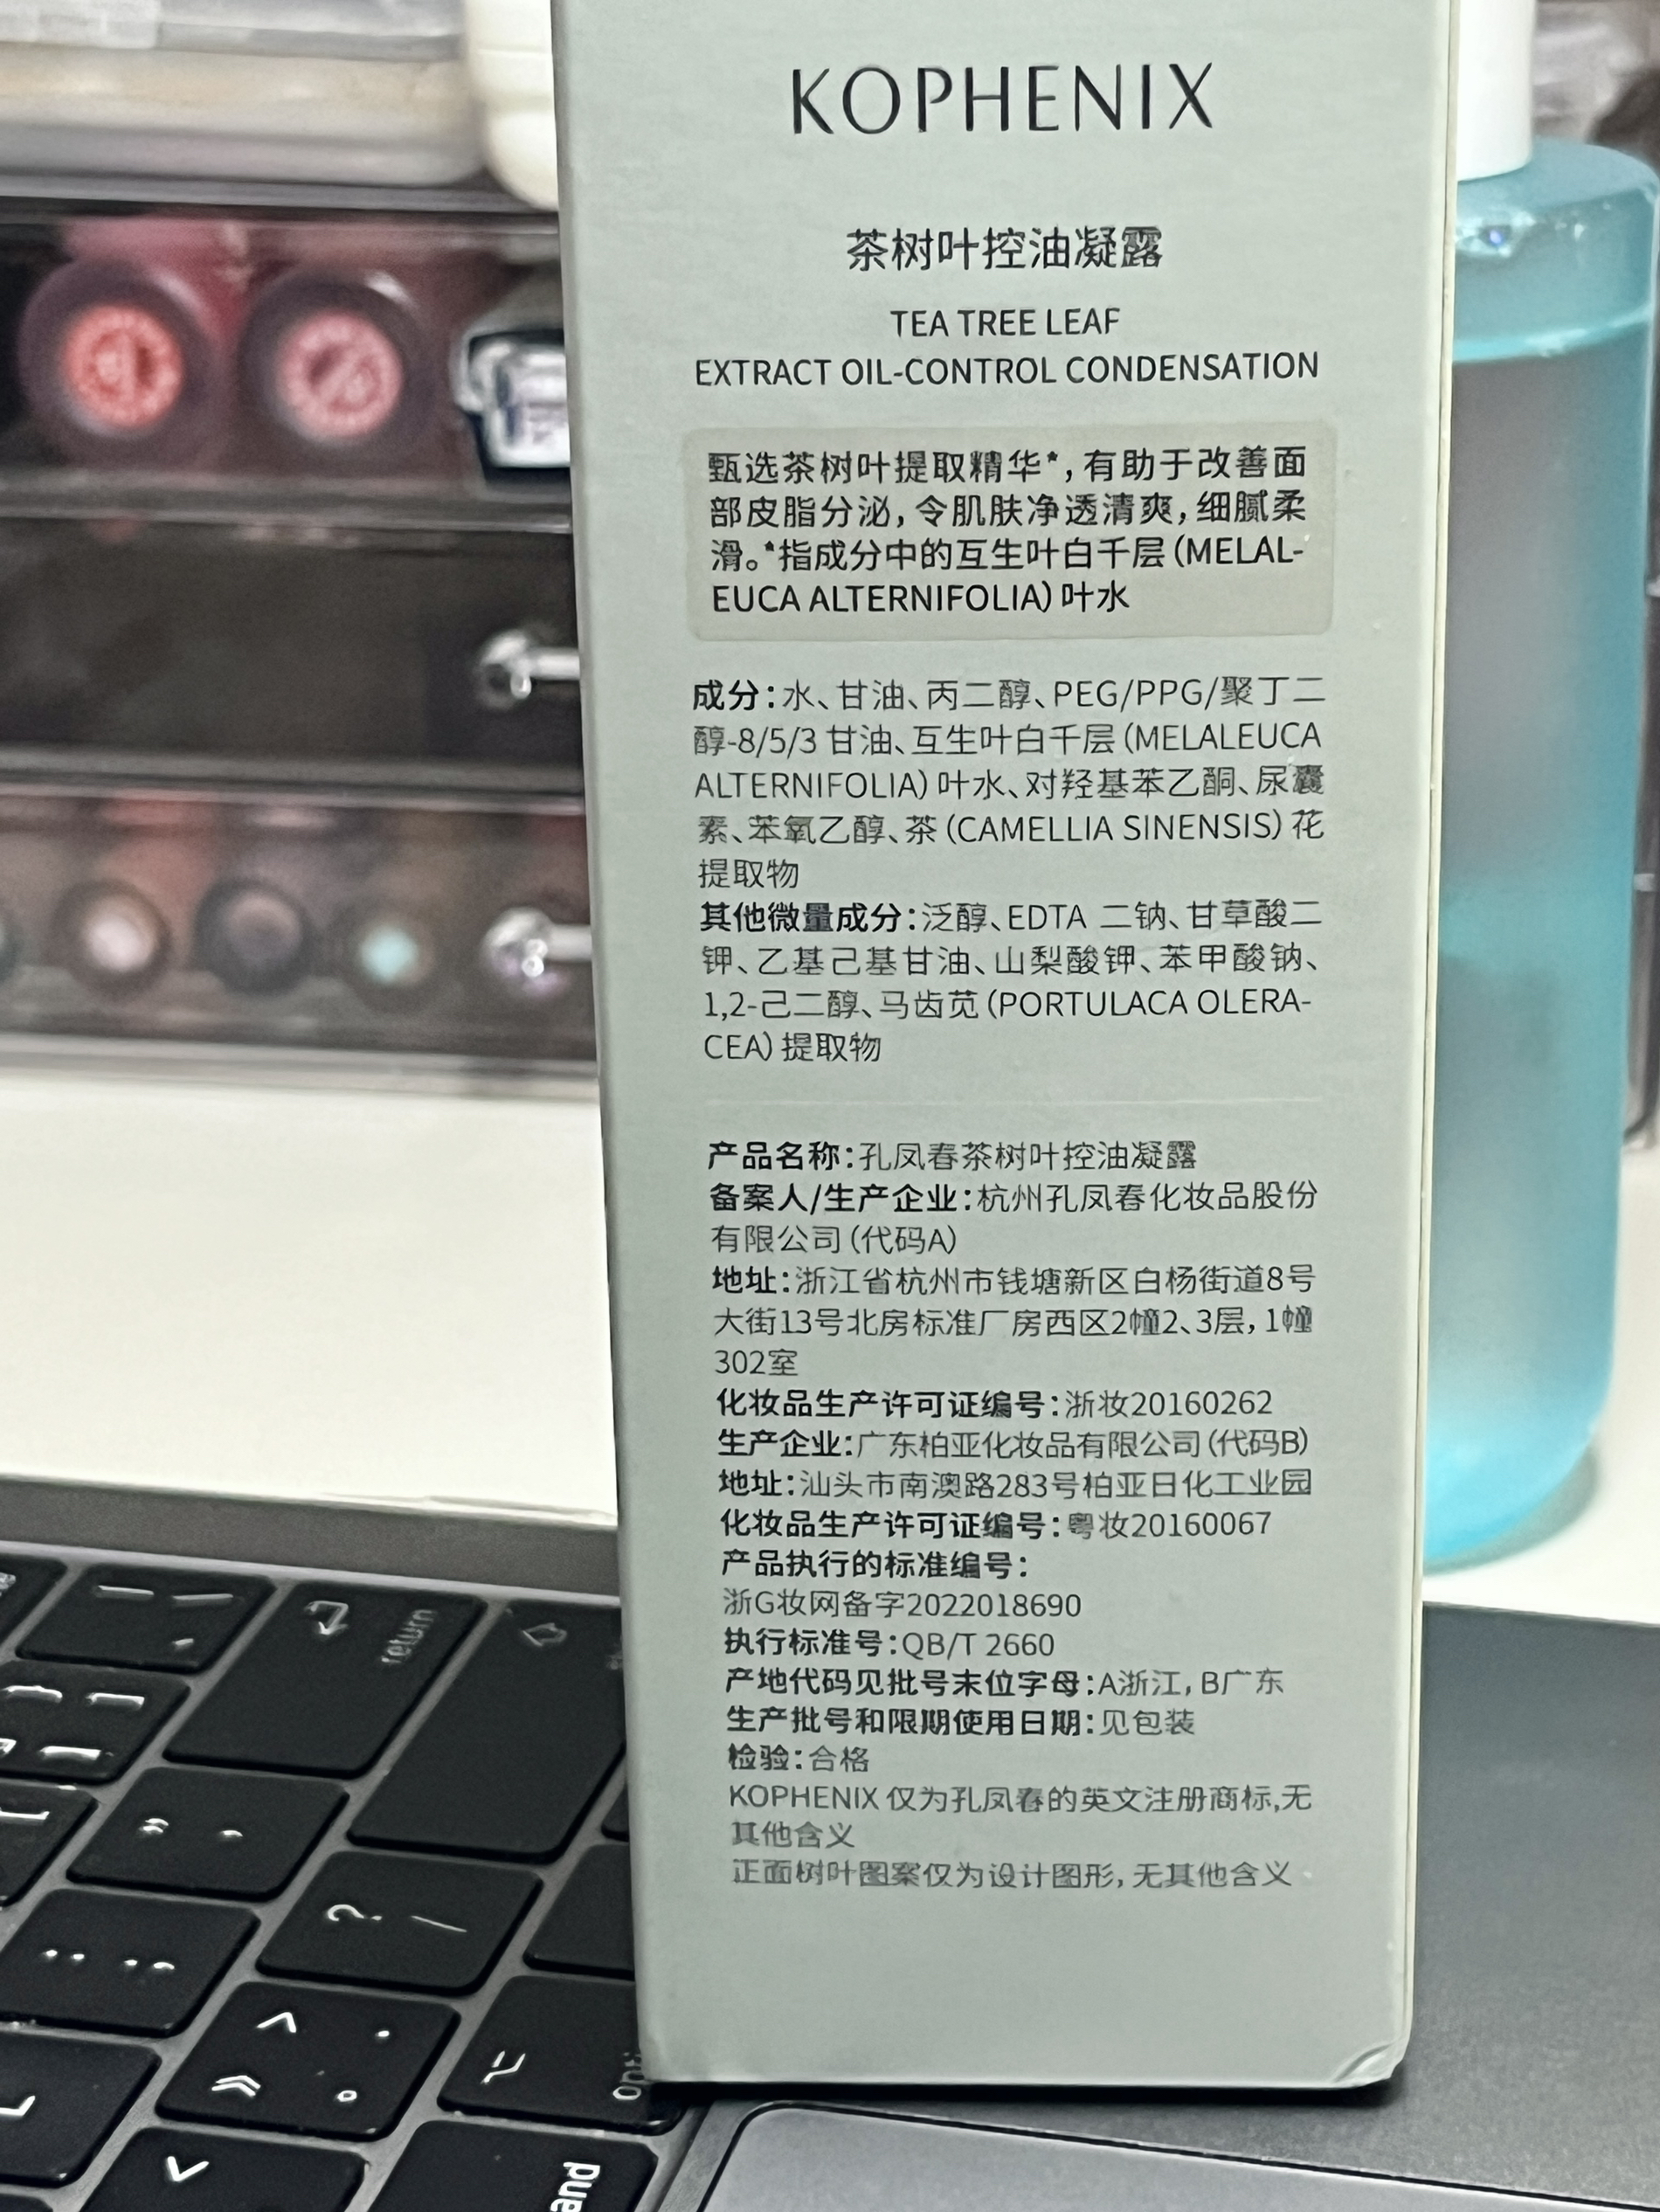 KOPHENIX
茶树叶控油凝露
TEA TREE LEAF
EXTRACT OIL-CONTROL CONDENSATION
甄选茶树叶提取精华*,有助于改善面
部皮脂分泌,令肌肤净透清爽,细腻柔
滑。*指成分中的互生叶白千层(MELAL-
EUCA ALTERNIFOLIA)叶水
成分:水、甘油、丙二醇、PEG/PPG/聚丁二
醇-8/5/3 甘油、互生叶白千层(MELALEUCA
ALTERNIFOLIA)叶水、对羟基苯乙酮、尿囊
素、苯氧乙醇、茶(CAMELLIA SINENSIS)花
提取物
其他微量成分:泛醇、EDTA 二钠、甘草酸二
钾、乙基己基甘油、山梨酸钾、苯甲酸钠、
1,2-己二醇、马齿苋(PORTULACA OLERA-
CEA)提取物
产品名称:孔凤春茶树叶控油凝露
备案人/生产企业:杭州孔凤春化妆品股份
有限公司(代码A)
地址:浙江省杭州市钱塘新区白杨街道8号
大街13号北房标准厂房西区2幢2、3层,1幢
302室
化妆品生产许可证编号:浙妆20160262
生产企业:广东柏亚化妆品有限公司(代码B)
地址:汕头市南澳路283号柏亚日化工业园
化妆品生产许可证编号:粤妆20160067
产品执行的标准编号:
浙G妆网备字2022018690
执行标准号:QB/T 2660
产地代码见批号末位字母:A浙江,B广东
生产批号和限期使用日期:见包装
检验:合格
KOPHENIX 仅为孔凤春的英文注册商标,无
其他含义
正面树叶图案仅为设计图形,无其他含义
return